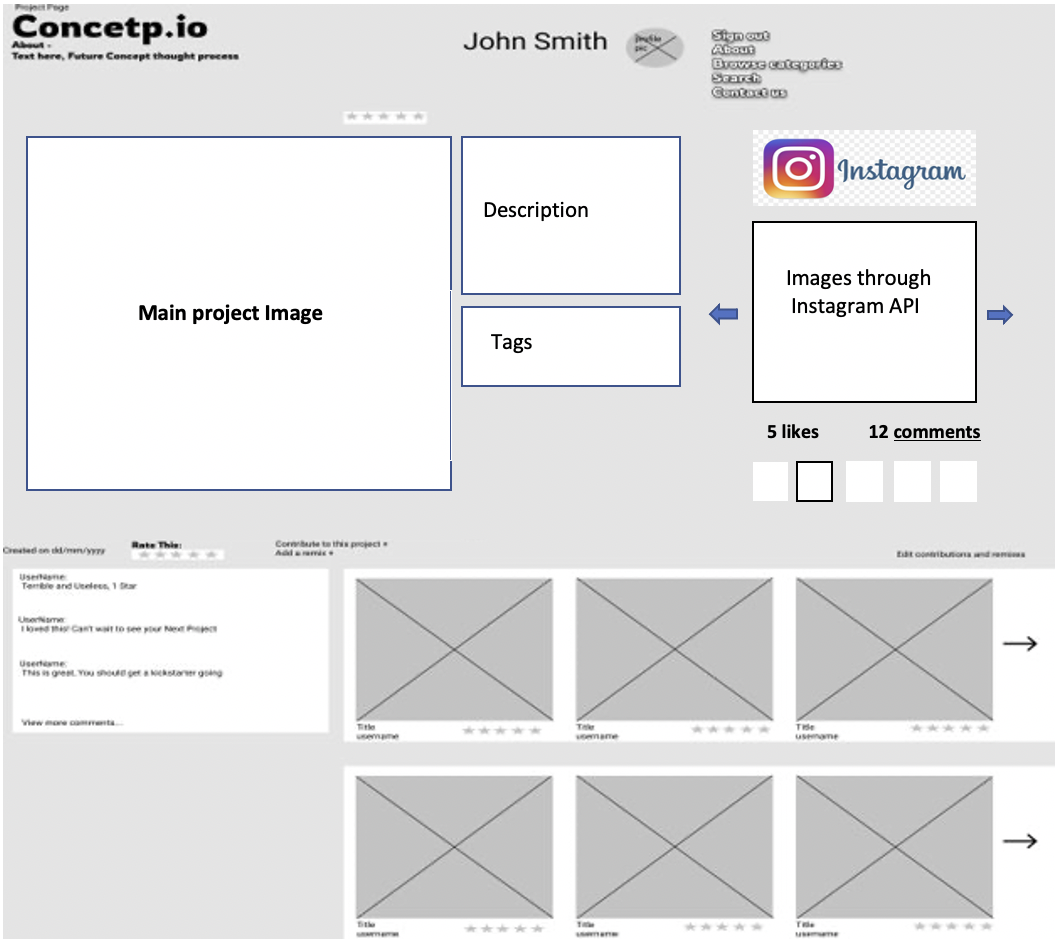 Project Page
Concetp.io
About -
Text here, Future Concept thought process
John Smith
profile
pic
Sign out
About
Browse categories
Search
Contact us
Instagram
Main project Image
Description
Tags
Images through
Instagram API
5 likes 12 comments
Created on dd/mm/yyyy
Rate This:
Contribute to this project +
Add a remix +
Edit contributions and remixes
UserName:
Terrible and Useless, 1 Star
UserName:
I loved this! Can't wait to see your Next Project
UserName:
This is great. You should get a kickstarter going
View more comments...
Title
username
Title
username
Title
username
Title
username
Title
username
Title
username